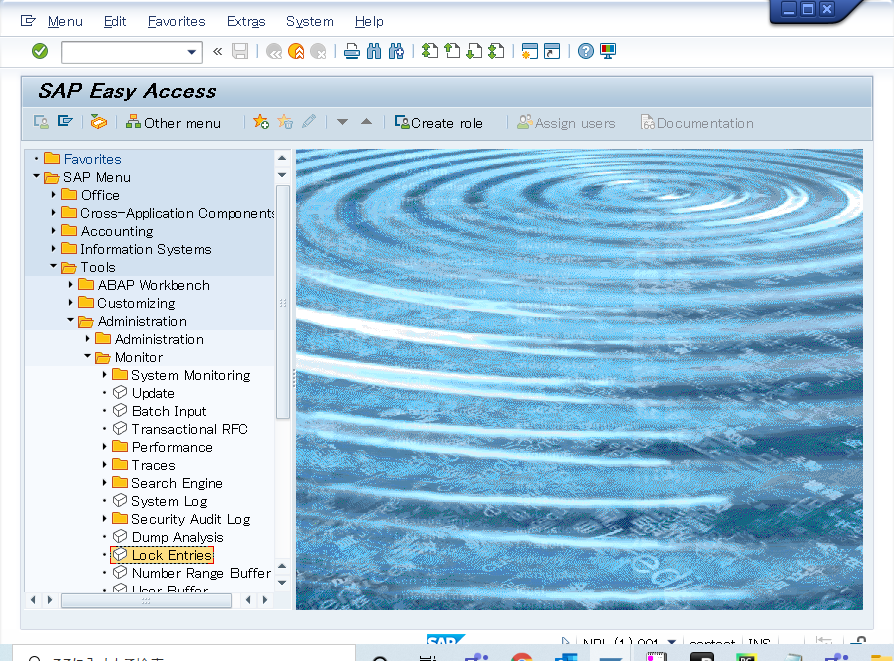 Menu Edit Favorites Extras System Help
SAP Easy Access
Other menu Create role Assign users Documentation
Favorites
SAP Menu
Office
Cross-Application Components
Accounting
Information Systems
Tools
ABAP Workbench
Customizing
Administration
Administration
Monitor
System Monitoring
Update
Batch Input
Transactional RFC
Performance
Traces
Search Engine
System Log
Security Audit Log
Dump Analysis
Lock Entries
Number Range Buffer
User Buffer
SAP
NPL (1) 001 INS